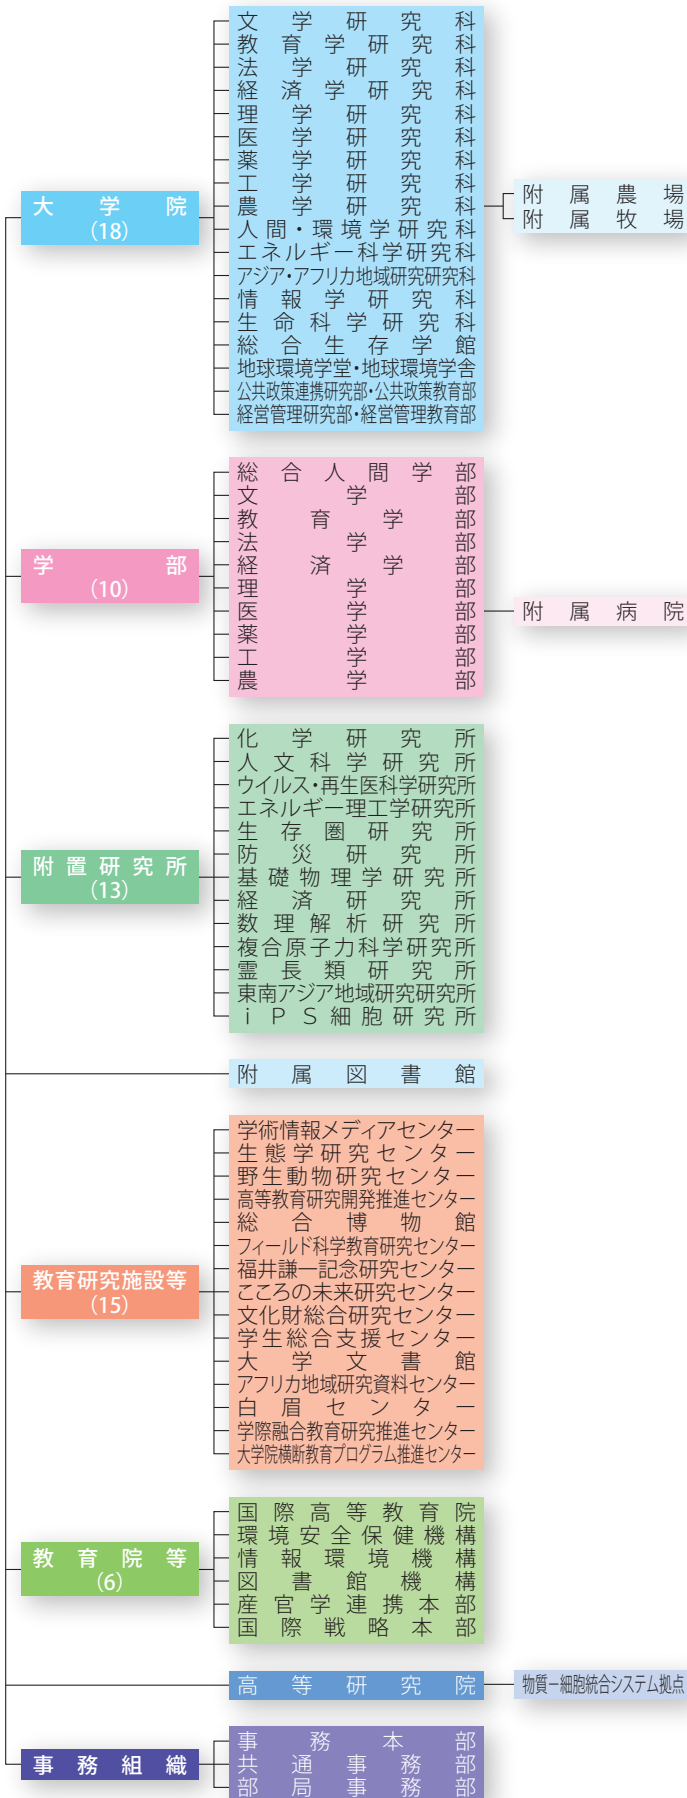 大学院
(18)
文学研究科
教育学研究科
法学研究科
経済学研究科
理学研究科
医学研究科
薬学研究科
工学研究科
農学研究科
人間・環境学研究科
エネルギー科学研究科
アジア・アフリカ地域研究研究科
情報学研究科
生命科学研究科
総合生存学館
地球環境学堂・地球環境学舎
公共政策連携研究部・公共政策教育部
経営管理研究部・経営管理教育部
附属農場
附属牧場
学部
(10)
総合人間学部
文学部
教育学部
法学部
経済学部
理学部
医学部
薬学部
工学部
農学部
附属病院
附置研究所
(13)
化学研究所
人文科学研究所
ウイルス・再生医科学研究所
エネルギー理工学研究所
生存圏研究所
防災研究所
基礎物理学研究所
経済研究所
数理解析研究所
複合原子力科学研究所
霊長類研究所
東南アジア地域研究研究所
iPS細胞研究所
附属図書館
教育研究施設等
(15)
学術情報メディアセンター
生態学研究センター
野生動物研究センター
高等教育研究開発推進センター
総合博物館
フィールド科学教育研究センター
福井謙一記念研究センター
こころの未来研究センター
文化財総合研究センター
学生総合支援センター
大学文書館
アフリカ地域研究資料センター
白眉センター
学際融合教育研究推進センター
大学院横断教育プログラム推進センター
教育院等
(6)
国際高等教育院
環境安全保健機構
情報環境機構
図書館機構
産官学連携本部
国際戦略本部
高等研究院
物質－細胞統合システム拠点
事務組織
事務本部
共通事務部
部局事務部